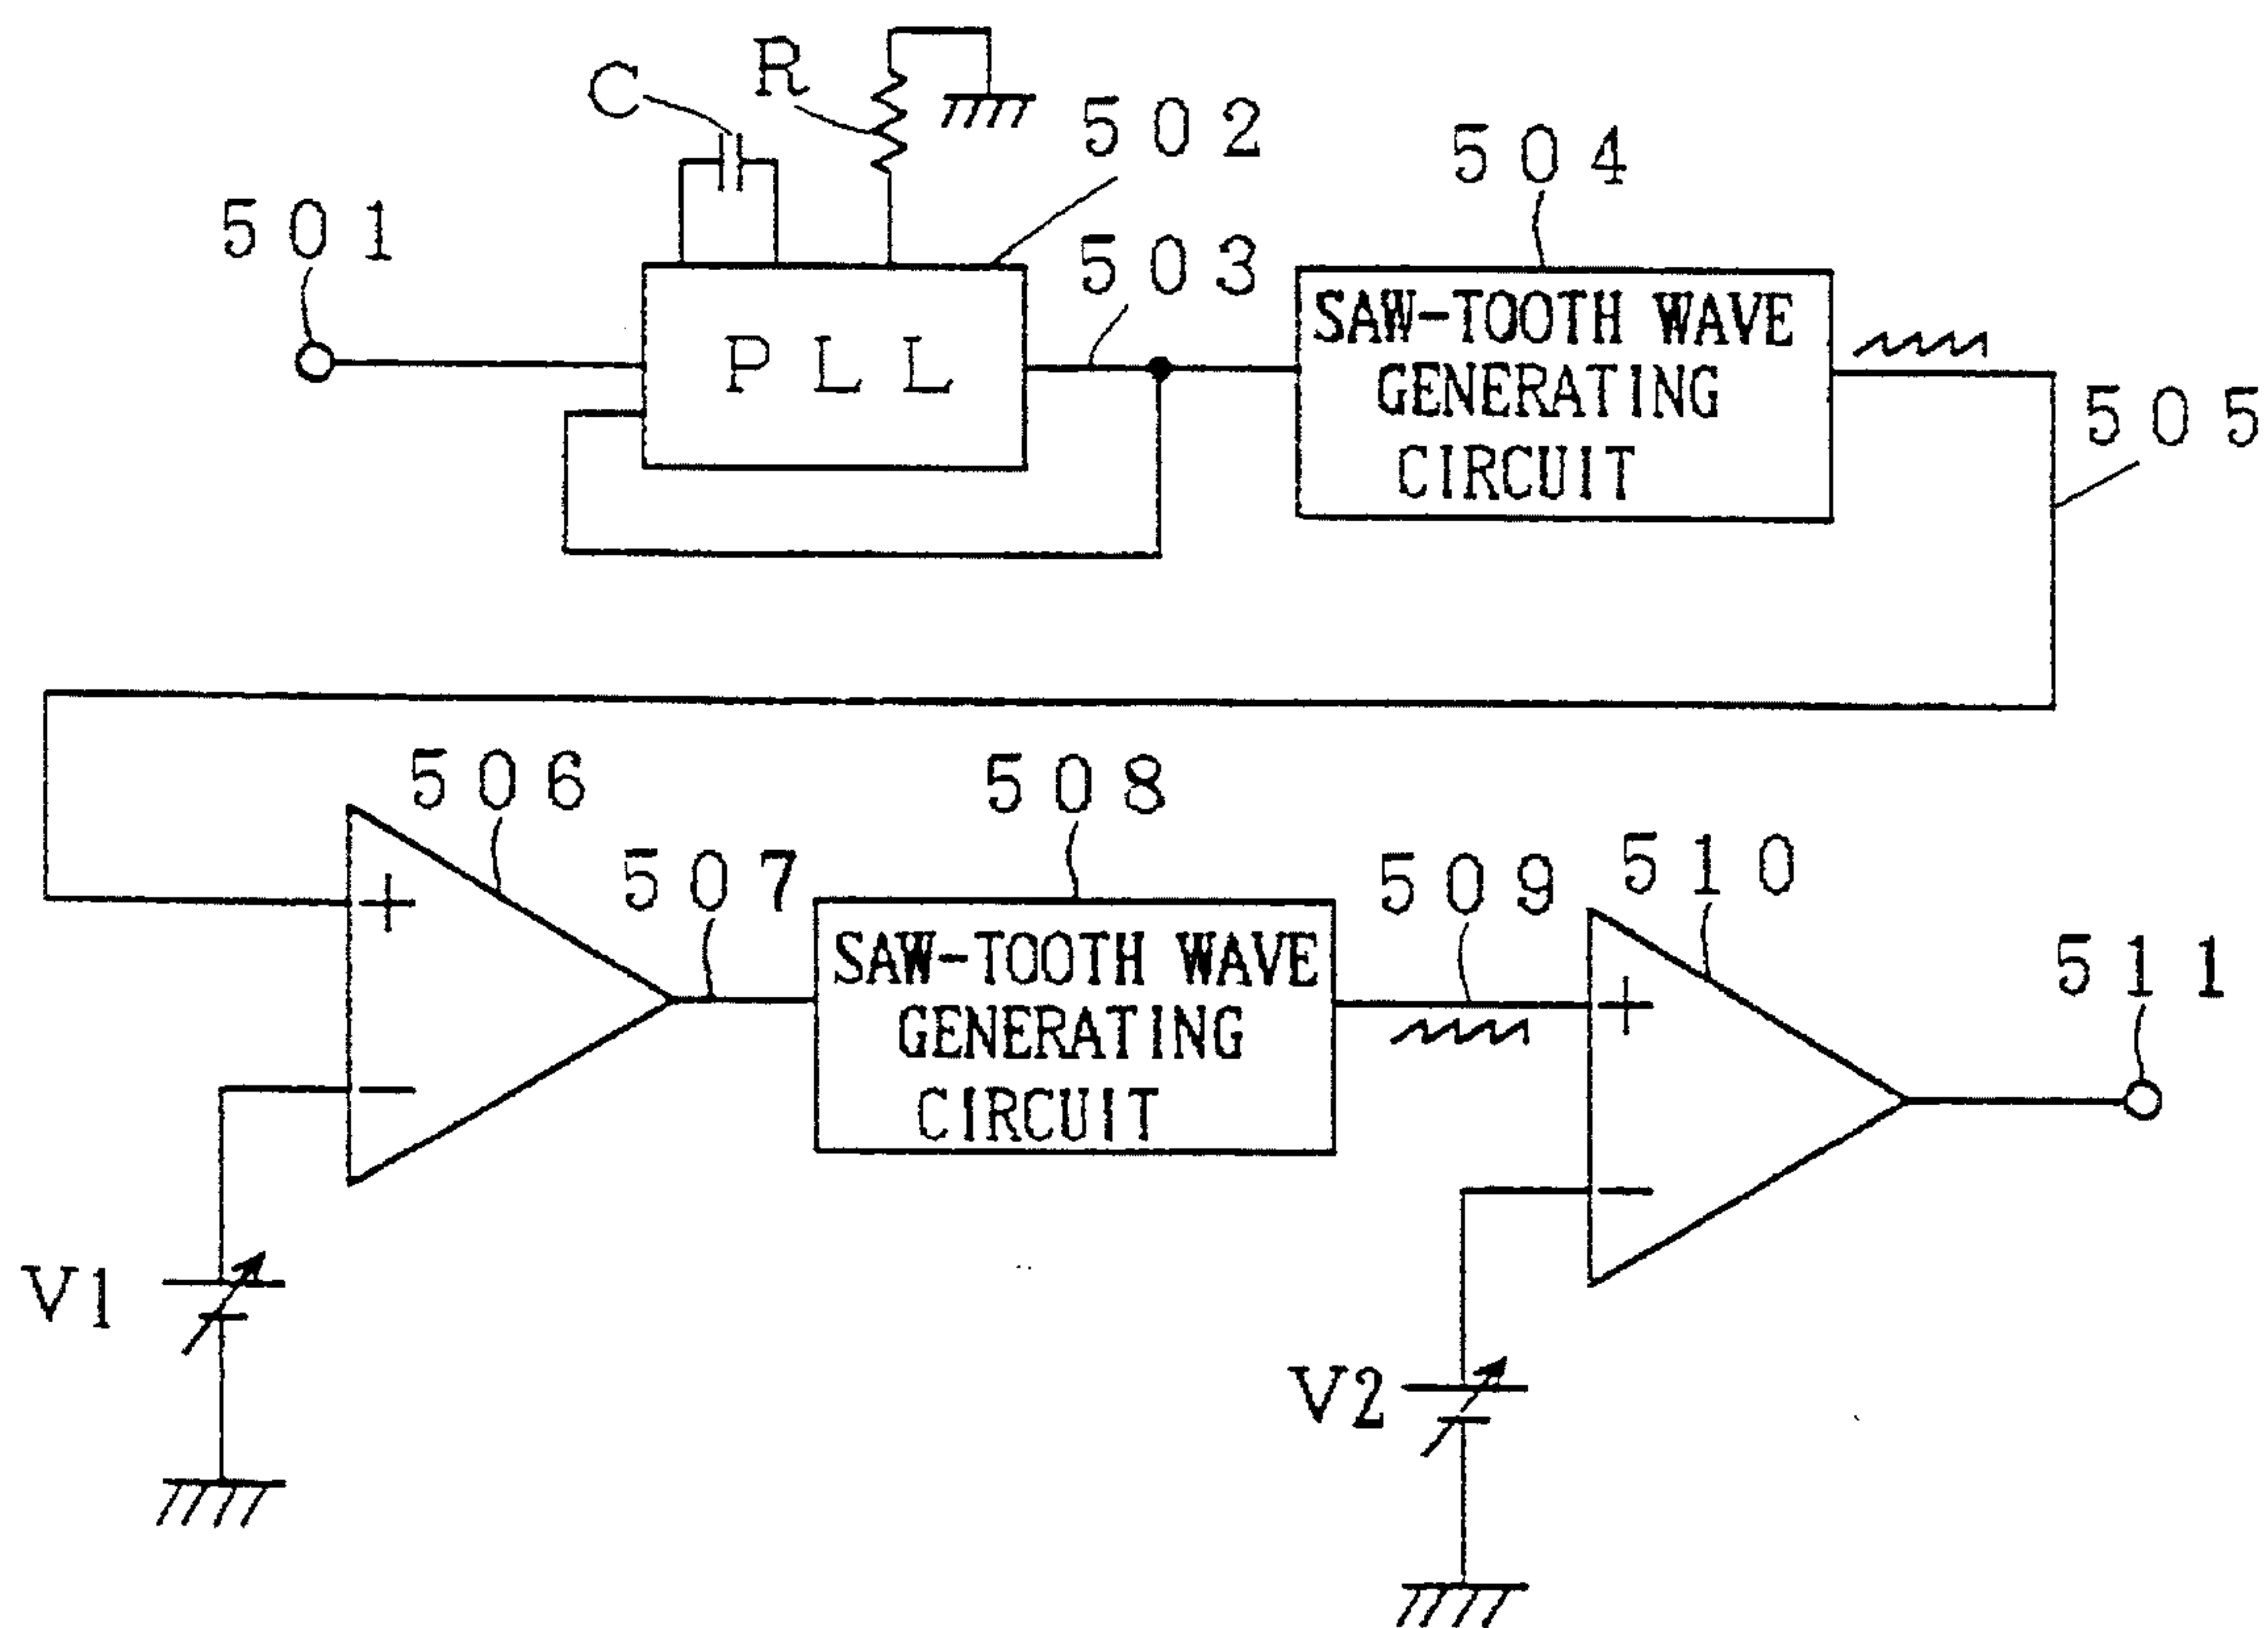 C
R
502
504
501
503
PLL
SAW-TOOTH WAVE
GENERATING
CIRCUIT
505
506
508
507
509
510
511
+
SAW-TOOTH WAVE
GENERATING
CIRCUIT
+
−
−
V1
V2